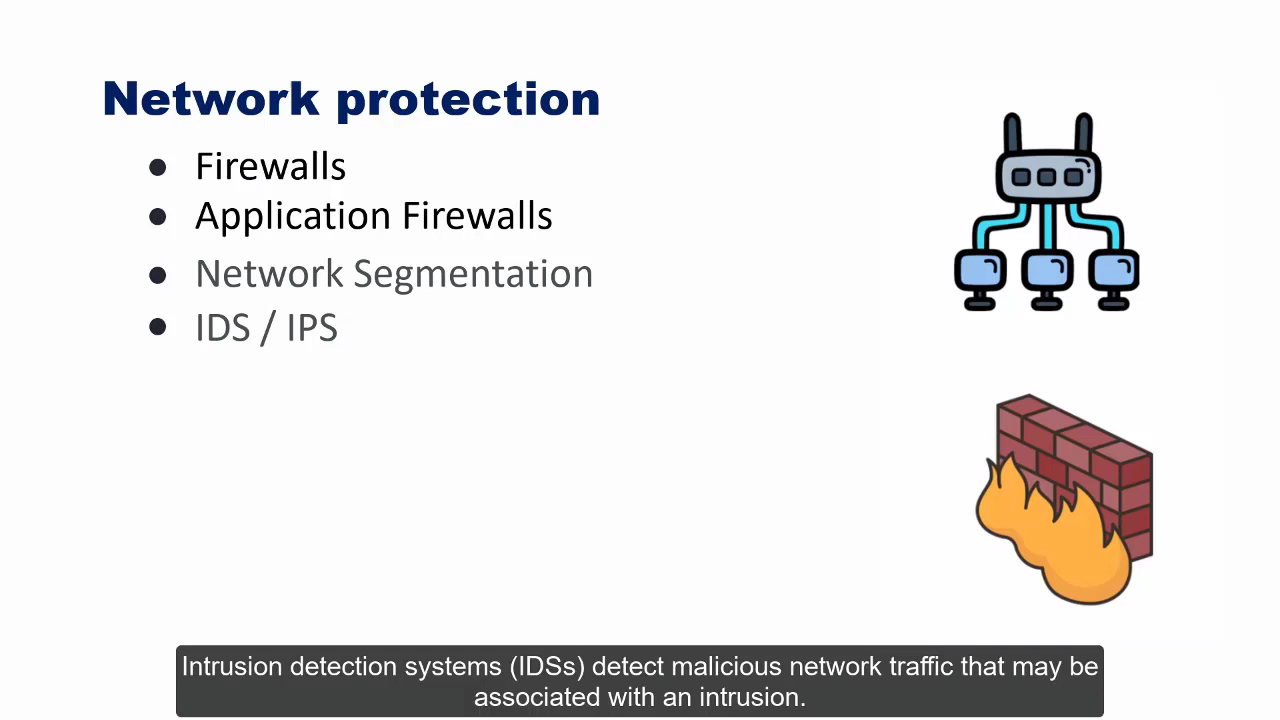 Network protection
● Firewalls
● Application Firewalls
● Network Segmentation
● IDS / IPS
Intrusion detection systems (IDSs) detect malicious network traffic that may be
associated with an intrusion.